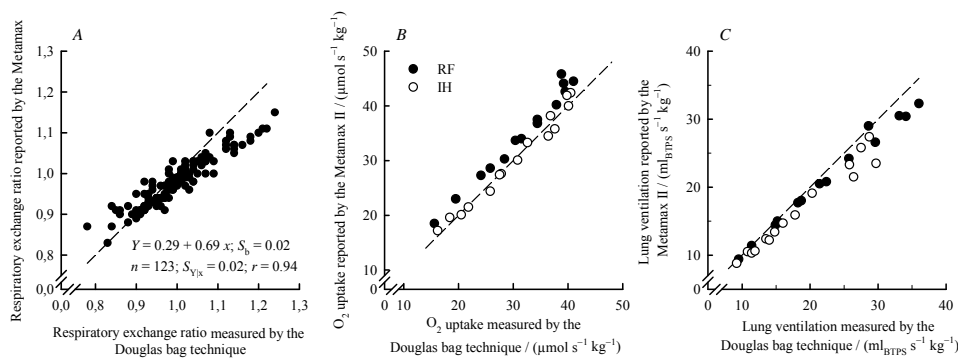 A
Respiratory exchange ratio reported by the Metamax
1,3
1,2
1,1
1,0
0,9
0,8
0,0
0,0 0,8 0,9 1,0 1,1 1,2 1,3
Y = 0.29 + 0.69 x; S_b = 0.02
n = 123; S_Y|x = 0.02; r = 0.94
Respiratory exchange ratio measured by the
Douglas bag technique
B
O₂ uptake reported by the Metamax II / (µmol s⁻¹ kg⁻¹)
50
40
30
20
10
0
0 10 20 30 40 50
RF
IH
O₂ uptake measured by the
Douglas bag technique / (µmol s⁻¹ kg⁻¹)
C
Lung ventilation reported by the
Metamax II / (ml_BTPS s⁻¹ kg⁻¹)
40
30
20
10
0
0 10 20 30 40
Lung ventilation measured by the
Douglas bag technique / (ml_BTPS s⁻¹ kg⁻¹)